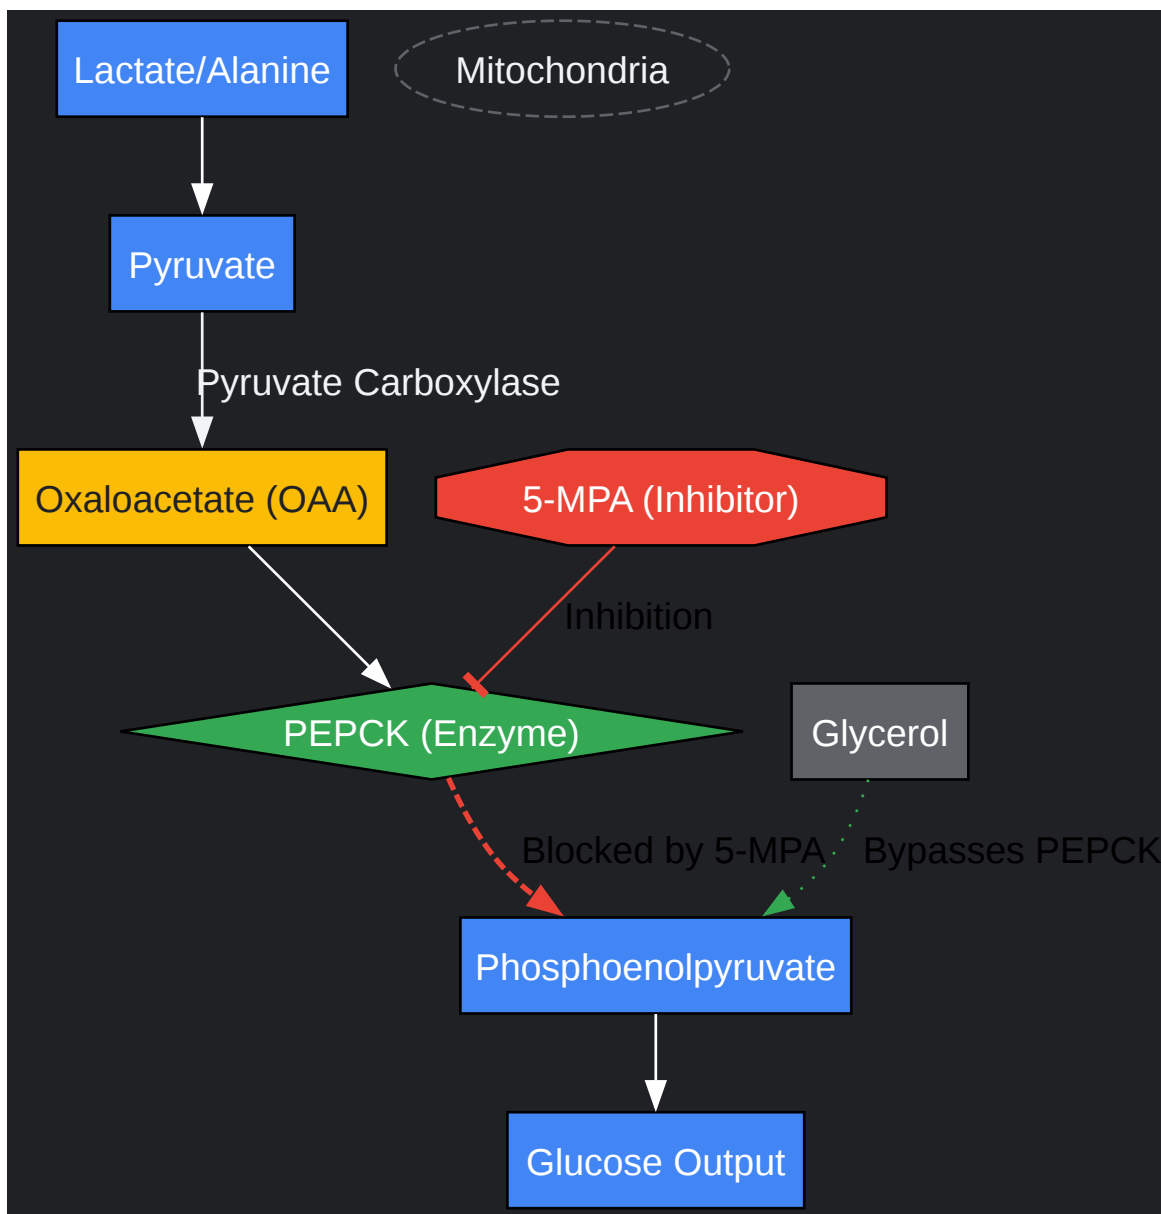 Lactate/Alanine
Mitochondria
Pyruvate
Pyruvate Carboxylase
Oxaloacetate (OAA)
5-MPA (Inhibitor)
Inhibition
PEPCK (Enzyme)
Glycerol
Blocked by 5-MPA
Bypasses PEPCK
Phosphoenolpyruvate
Glucose Output